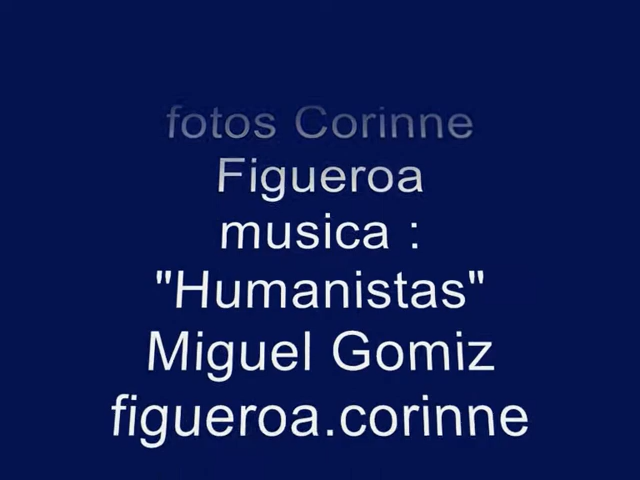 fotos Corinne
Figueroa
musica :
"Humanistas"
Miguel Gomiz
figueroa.corinne